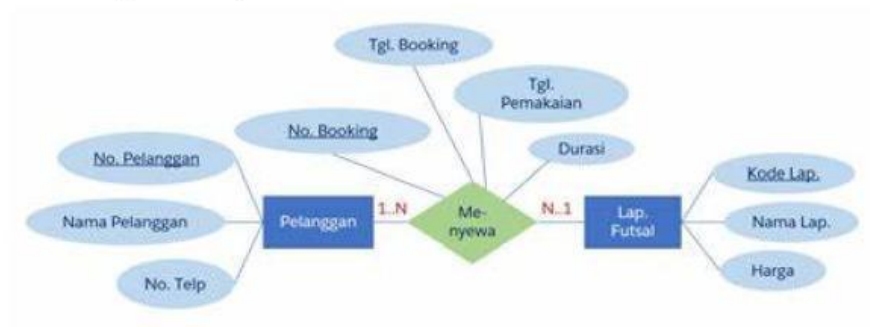 Tgl. Booking
Tgl.
Pemakaian
No. Booking
Durasi
No. Pelanggan
Kode Lap.
Nama Pelanggan
Pelanggan
1..N
Me-
nyewa
N..1
Lap.
Futsal
Nama Lap.
No. Telp
Harga